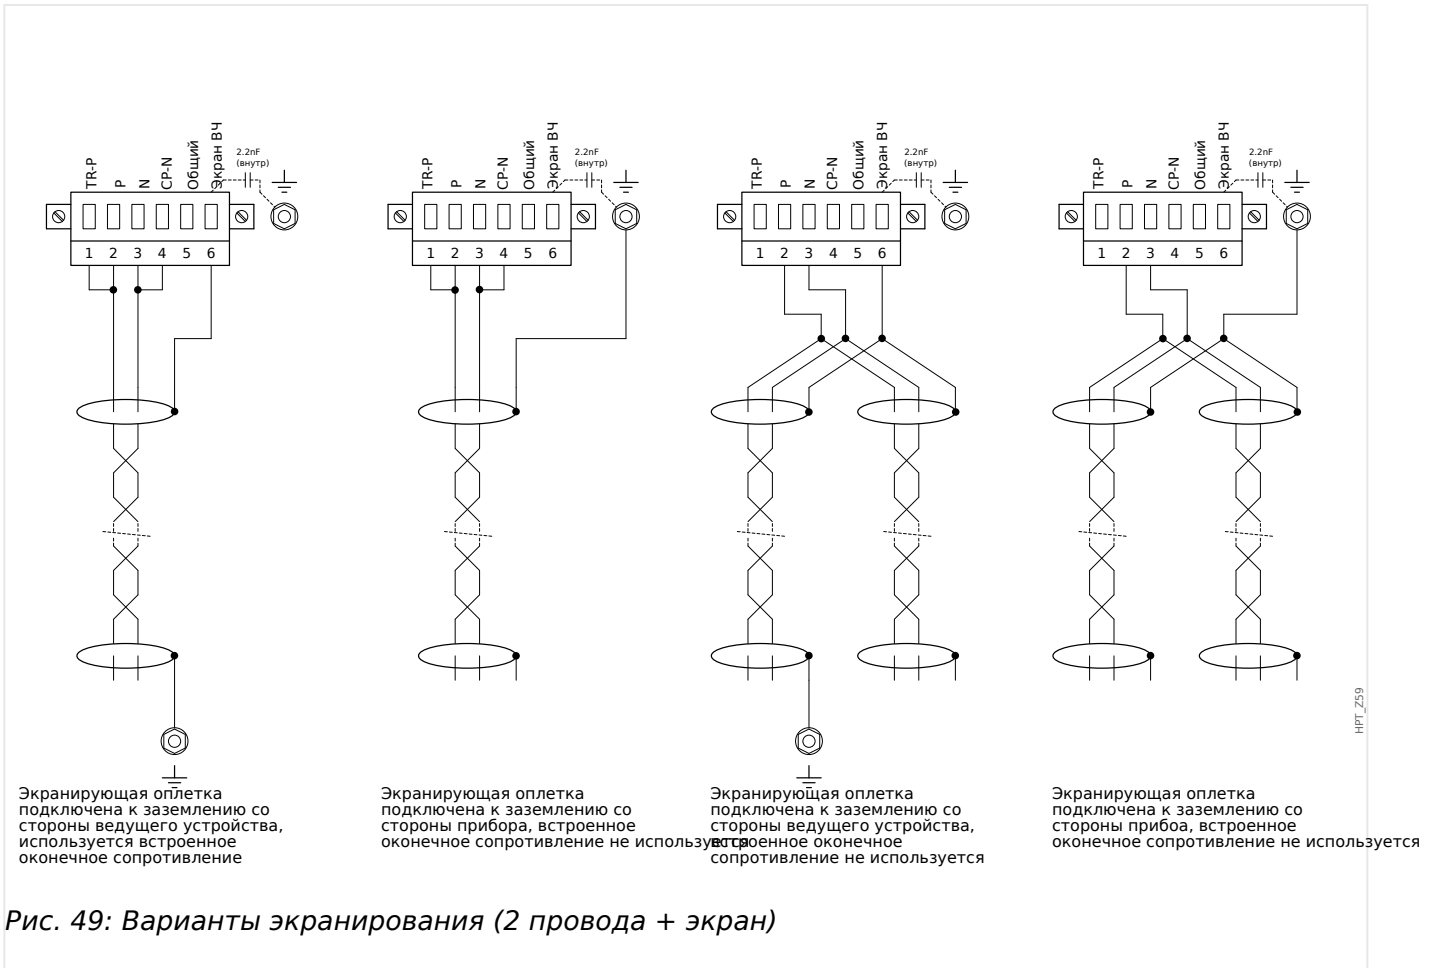 TR-P
P
N
CP-N
Общий
Экран ВЧ
2.2nF
(внутр)
1 2 3 4 5 6
TR-P
P
N
CP-N
Общий
Экран ВЧ
2.2nF
(внутр)
1 2 3 4 5 6
TR-P
P
N
CP-N
Общий
Экран ВЧ
2.2nF
(внутр)
1 2 3 4 5 6
TR-P
P
N
CP-N
Общий
Экран ВЧ
2.2nF
(внутр)
1 2 3 4 5 6
HPT_Z59
Экранирующая оплетка
подключена к заземлению со
стороны ведущего устройства,
используется встроенное
оконечное сопротивление
Экранирующая оплетка
подключена к заземлению со
стороны прибора, встроенное
оконечное сопротивление не используется
Экранирующая оплетка
подключена к заземлению со
стороны ведущего устройства,
встроенное оконечное
сопротивление не используется
Экранирующая оплетка
подключена к заземлению со
стороны прибоа, встроенное
оконечное сопротивление не используется
Рис. 49: Варианты экранирования (2 провода + экран)